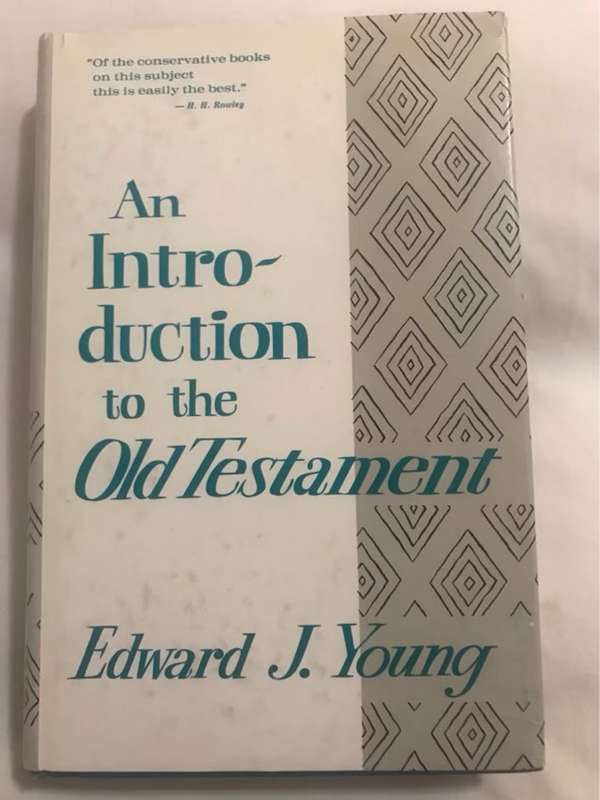 "Of the conservative books
on this subject
this is easily the best."
—H. H. Rowley
An
Intro-
duction
to the
Old Testament
Edward J. Young